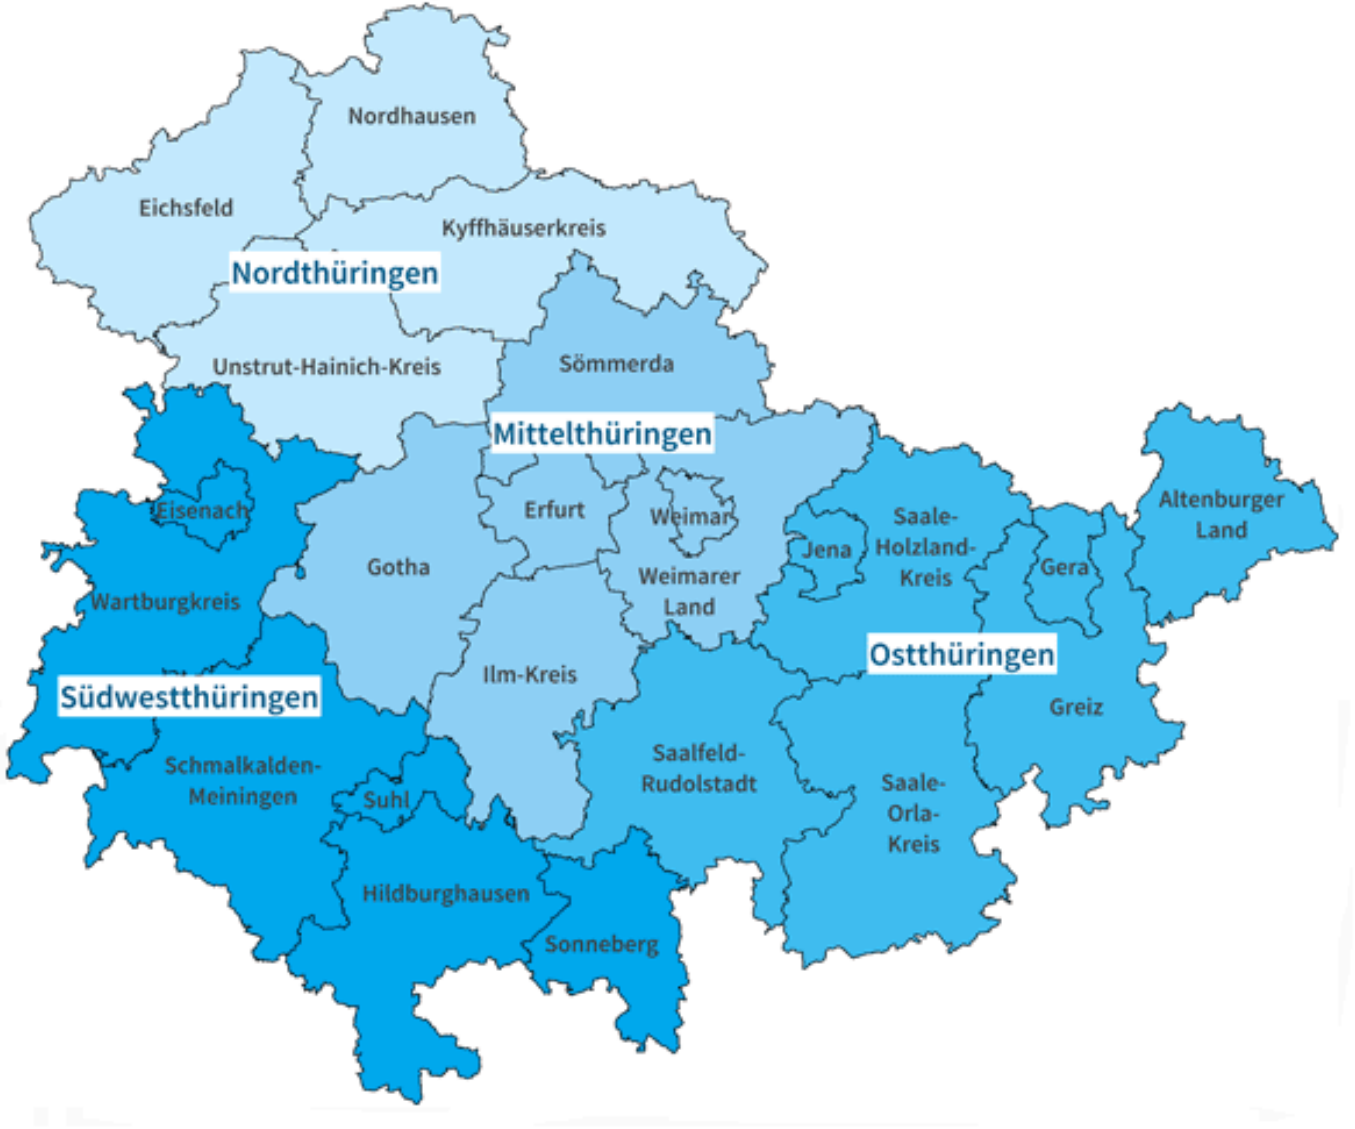 Nordhausen
Eichsfeld
Kyffhäuserkreis
Nordthüringen
Unstrut-Hainich-Kreis
Sömmerda
Mittelthüringen
Eisenach
Erfurt
Weimar
Gotha
Weimarer
Land
Jena
Saale-
Holzland-
Kreis
Gera
Altenburger
Land
Wartburgkreis
Ostthüringen
Südwestthüringen
Ilm-Kreis
Greiz
Schmalkalden-
Meiningen
Suhl
Saalfeld-
Rudolstadt
Saale-
Orla-
Kreis
Hildburghausen
Sonneberg